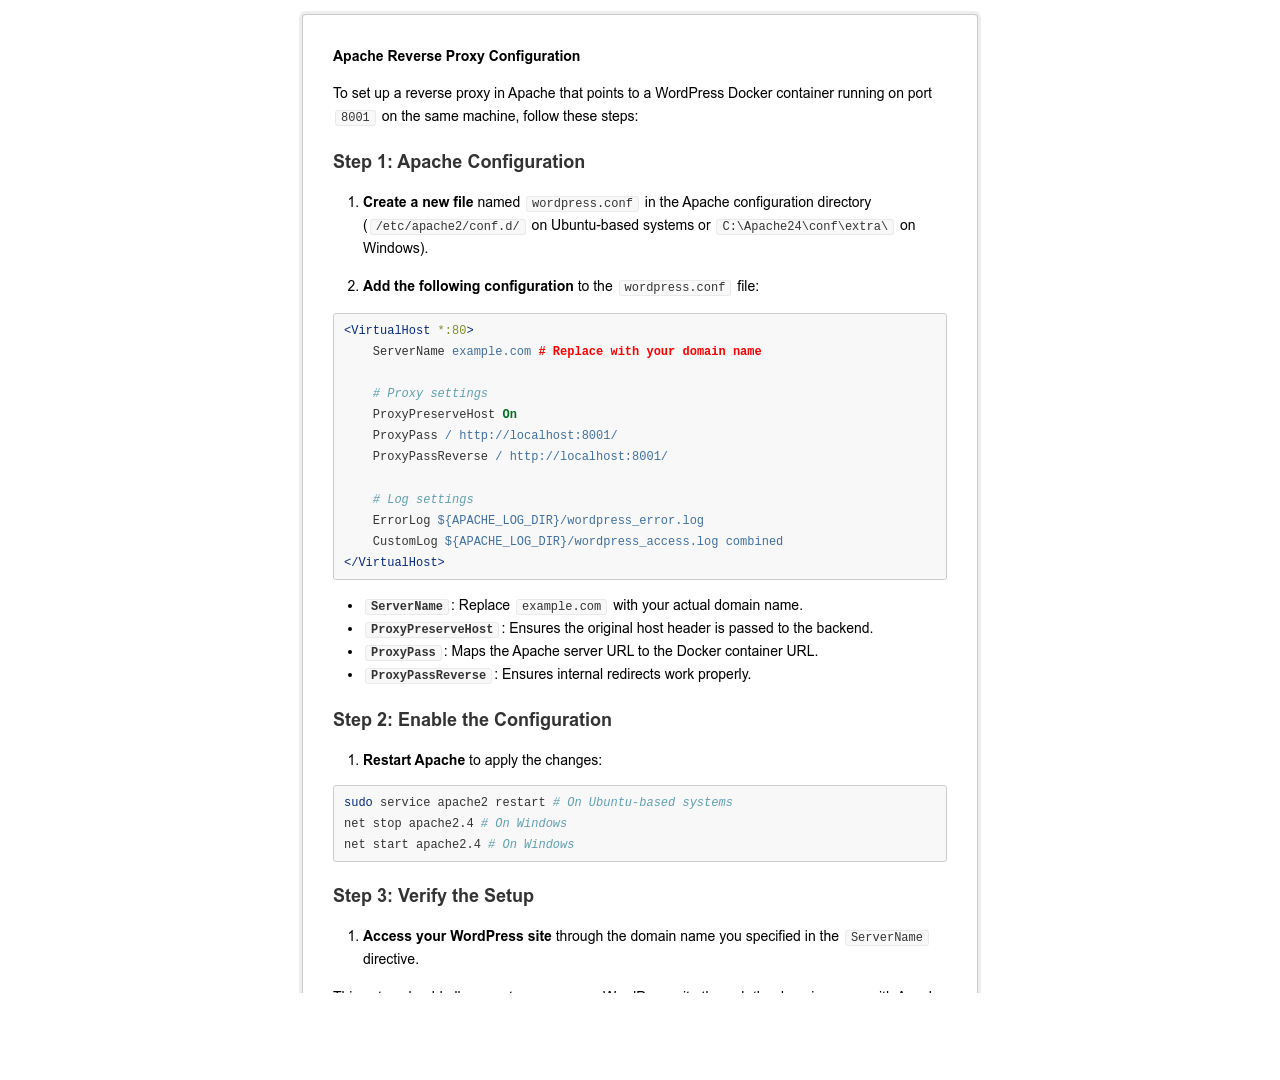 Apache Reverse Proxy Configuration
To set up a reverse proxy in Apache that points to a WordPress Docker container running on port
8001 on the same machine, follow these steps:
Step 1: Apache Configuration
1. Create a new file named wordpress.conf in the Apache configuration directory
( /etc/apache2/conf.d/ on Ubuntu-based systems or C:\Apache24\conf\extra\ on
Windows).
2. Add the following configuration to the wordpress.conf file:
<VirtualHost *:80>
    ServerName example.com # Replace with your domain name
    # Proxy settings
    ProxyPreserveHost On
    ProxyPass / http://localhost:8001/
    ProxyPassReverse / http://localhost:8001/
    # Log settings
    ErrorLog ${APACHE_LOG_DIR}/wordpress_error.log
    CustomLog ${APACHE_LOG_DIR}/wordpress_access.log combined
</VirtualHost>
• ServerName : Replace example.com with your actual domain name.
• ProxyPreserveHost : Ensures the original host header is passed to the backend.
• ProxyPass : Maps the Apache server URL to the Docker container URL.
• ProxyPassReverse : Ensures internal redirects work properly.
Step 2: Enable the Configuration
1. Restart Apache to apply the changes:
sudo service apache2 restart # On Ubuntu-based systems
net stop apache2.4 # On Windows
net start apache2.4 # On Windows
Step 3: Verify the Setup
1. Access your WordPress site through the domain name you specified in the ServerName
directive.